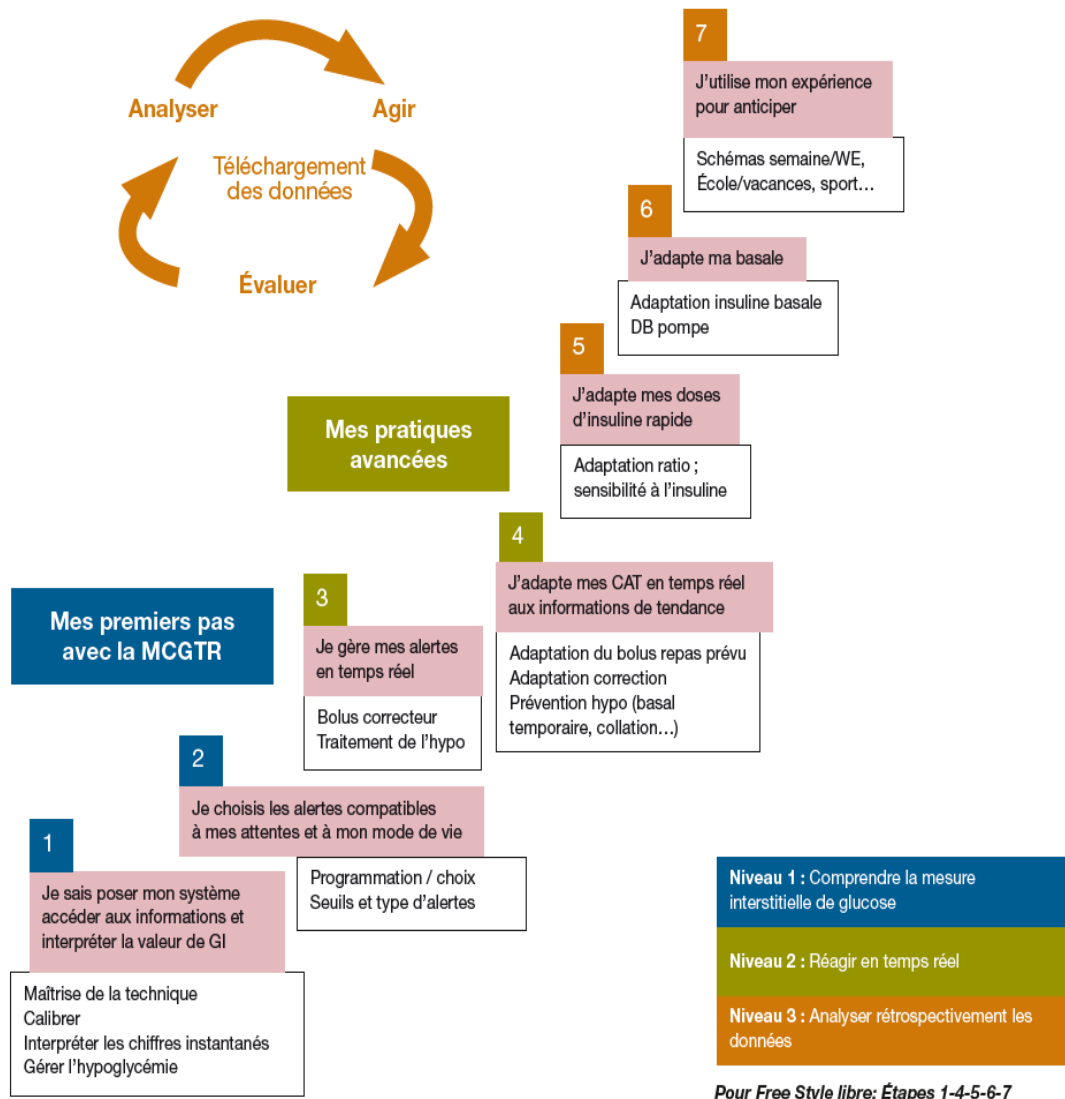 Analyser
Agir
Téléchargement
des données
Évaluer
7
J’utilise mon expérience
pour anticiper
Schémas semaine/WE,
École/vacances, sport…
6
J’adapte ma basale
Adaptation insuline basale
DB pompe
5
J’adapte mes doses
d’insuline rapide
Adaptation ratio ;
sensibilité à l’insuline
Mes pratiques
avancées
4
J’adapte mes CAT en temps réel
aux informations de tendance
Adaptation du bolus repas prévu
Adaptation correction
Prévention hypo (basal
temporaire, collation…)
3
Je gère mes alertes
en temps réel
Bolus correcteur
Traitement de l’hypo
Mes premiers pas
avec la MCGTR
2
Je choisis les alertes compatibles
à mes attentes et à mon mode de vie
Programmation / choix
Seuils et type d’alertes
1
Je sais poser mon système
accéder aux informations et
interpréter la valeur de GI
Maîtrise de la technique
Calibrer
Interpréter les chiffres instantanés
Gérer l’hypoglycémie
Niveau 1 : Comprendre la mesure
interstitielle de glucose
Niveau 2 : Réagir en temps réel
Niveau 3 : Analyser rétrospectivement les
données
Pour Free Style libre: Étapes 1-4-5-6-7